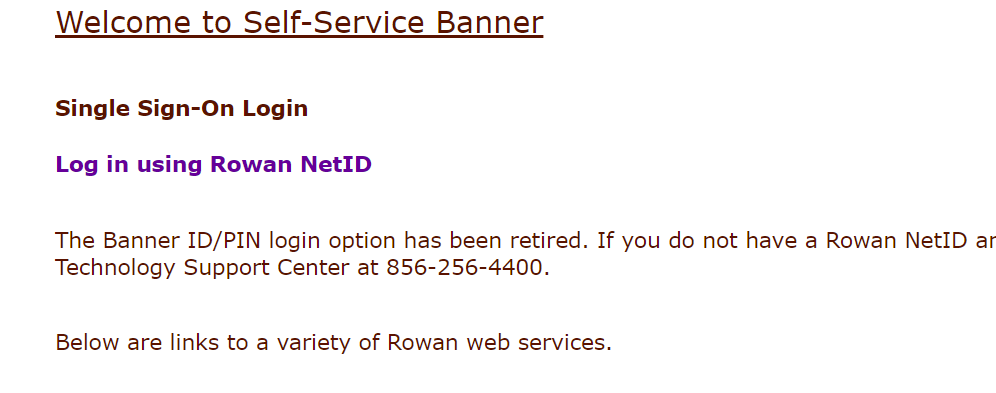 Welcome to Self-Service Banner
Single Sign-On Login
Log in using Rowan NetID
The Banner ID/PIN login option has been retired. If you do not have a Rowan NetID
Technology Support Center at 856-256-4400.
Below are links to a variety of Rowan web services.